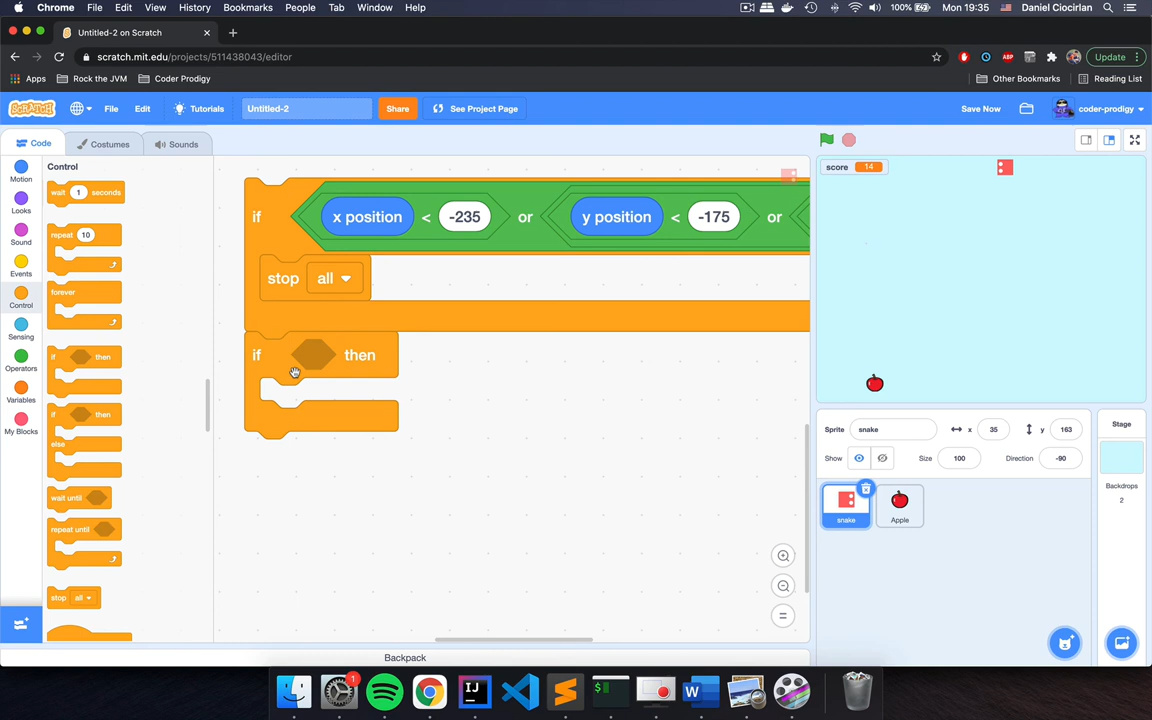 Chrome File Edit View History Bookmarks People Tab Window Help 100% Mon 19:35 Daniel Ciocirlan
Untitled-2 on Scratch
scratch.mit.edu/projects/511438043/editor ABP Update
Apps Rock the JVM Coder Prodigy Other Bookmarks Reading List
SCRATCH File Edit Tutorials Untitled-2 Share See Project Page Save Now coder-prodigy
Code Costumes Sounds
Motion
Looks
Sound
Events
Control
Sensing
Operators
Variables
My Blocks
Control
wait 1 seconds
repeat 10
forever
if then
if then
else
wait until
repeat until
stop all
if x position < -235 or y position < -175 or
stop all
if then
score 14
Sprite snake x 35 y 163
Show Size 100 Direction -90
snake
Apple
Stage
Backdrops
2
Backpack
1
IJ
$
W